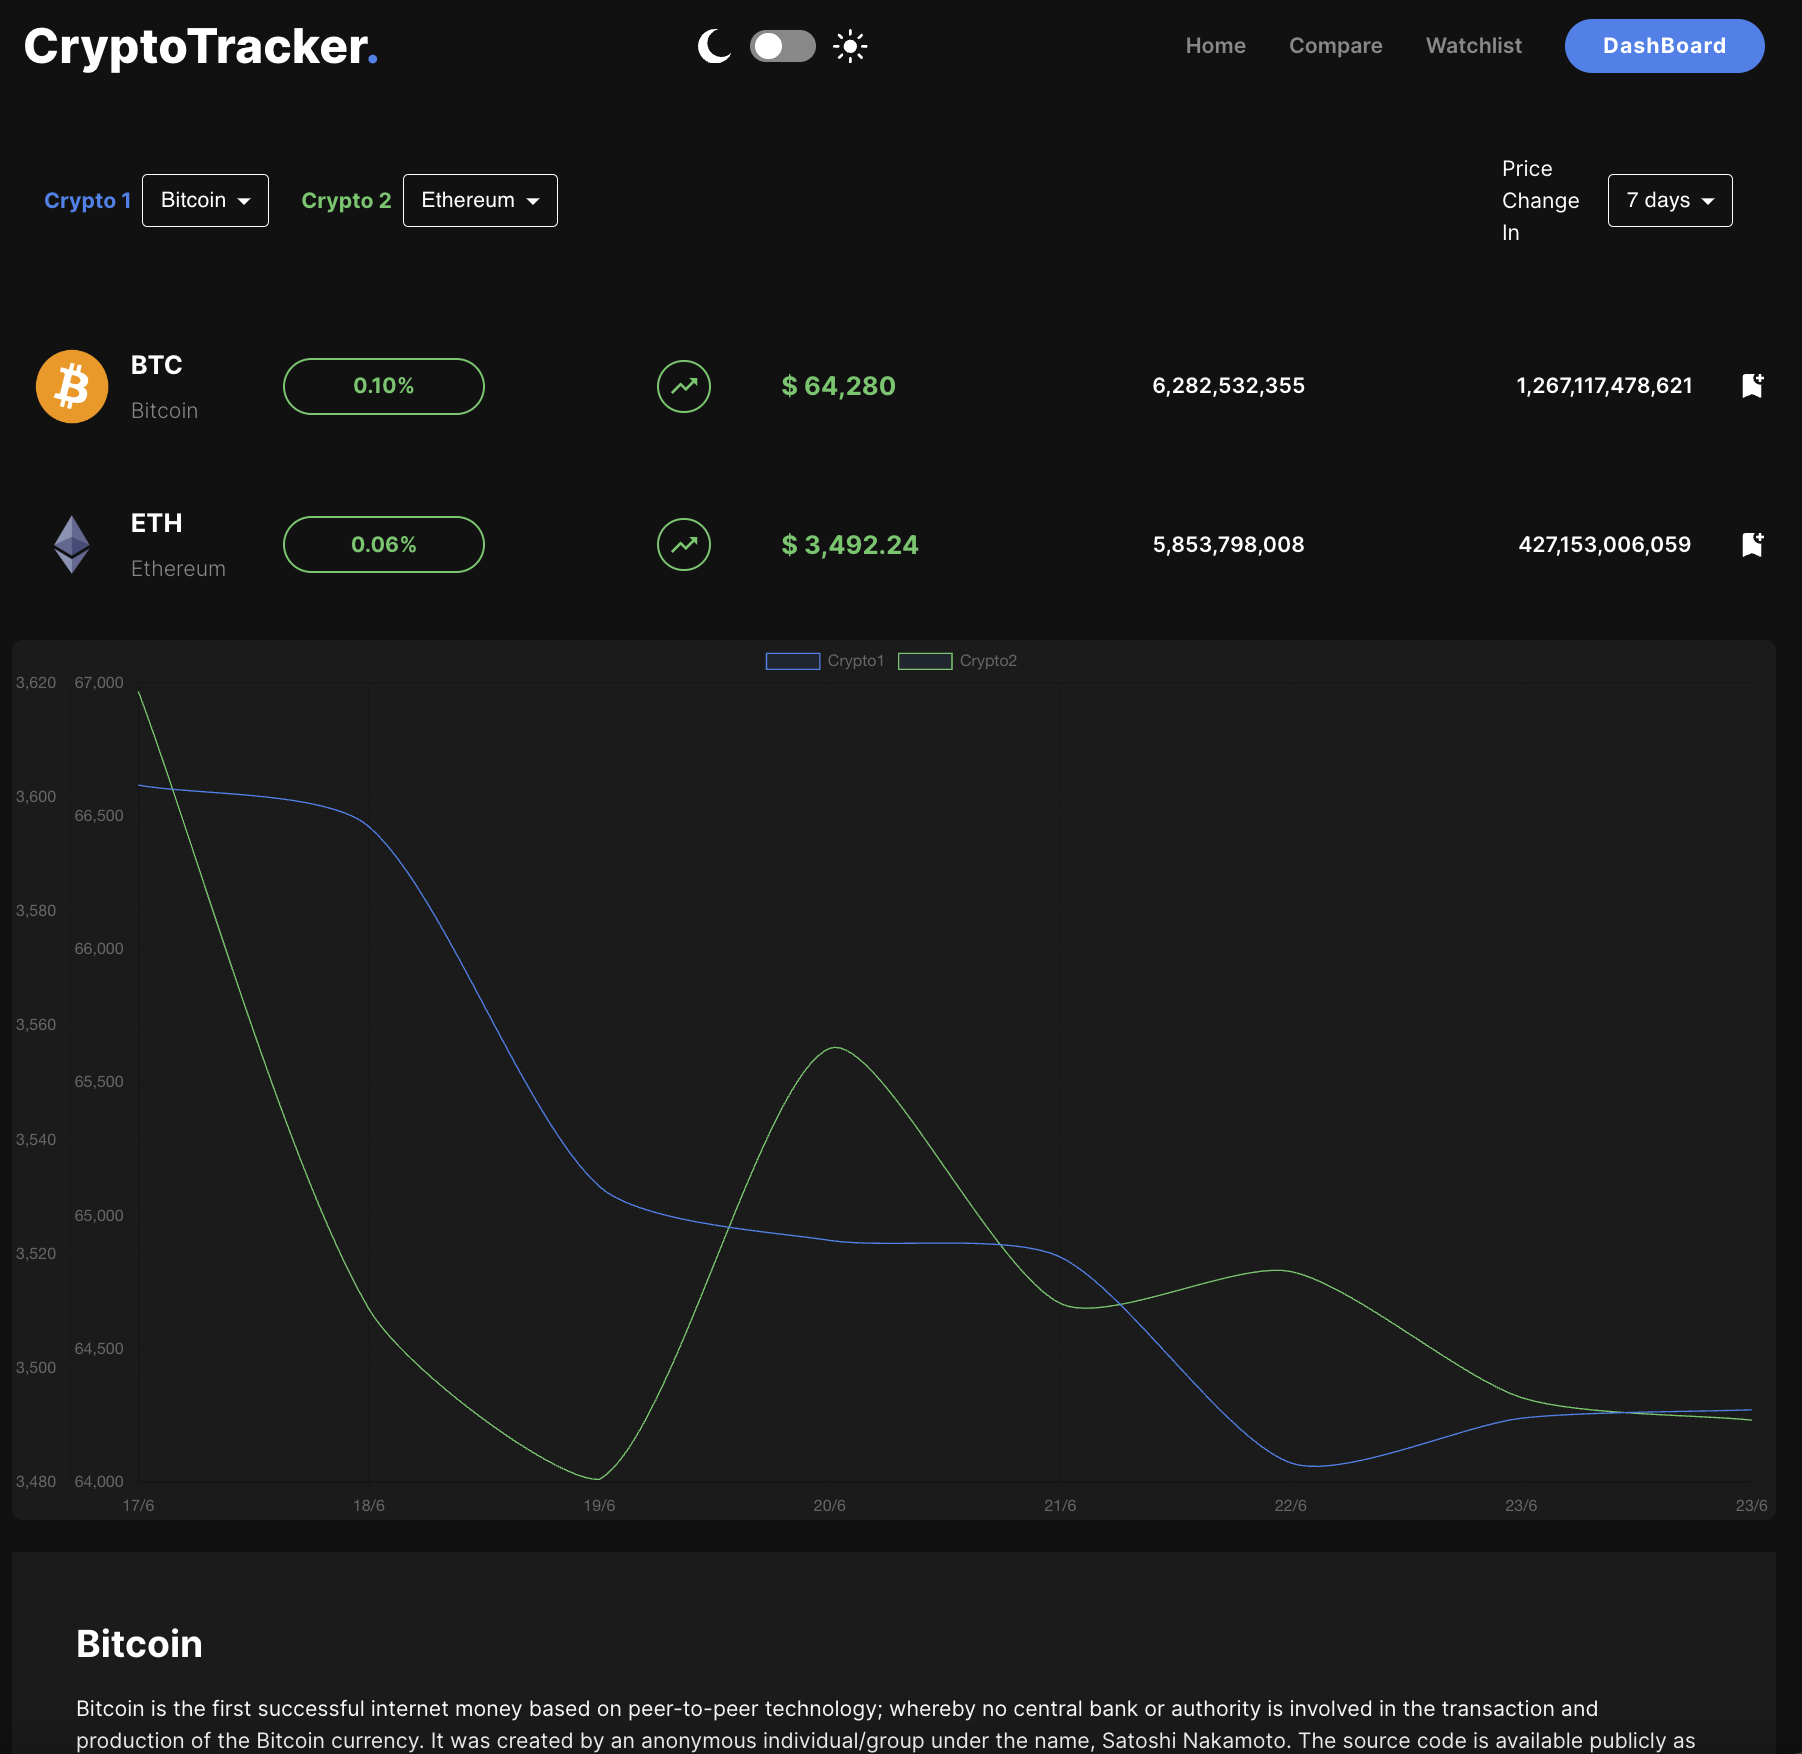 CryptoTracker.
Home Compare Watchlist DashBoard
Crypto 1 Bitcoin Crypto 2 Ethereum
Price
Change
In
7 days
BTC
Bitcoin
0.10%
$ 64,280
6,282,532,355
1,267,117,478,621
ETH
Ethereum
0.06%
$ 3,492.24
5,853,798,008
427,153,006,059
Crypto1 Crypto2
3,620
3,600
3,580
3,560
3,540
3,520
3,500
3,480
67,000
66,500
66,000
65,500
65,000
64,500
64,000
17/6 18/6 19/6 20/6 21/6 22/6 23/6 23/6
Bitcoin
Bitcoin is the first successful internet money based on peer-to-peer technology; whereby no central bank or authority is involved in the transaction and
production of the Bitcoin currency. It was created by an anonymous individual/group under the name, Satoshi Nakamoto. The source code is available publicly as